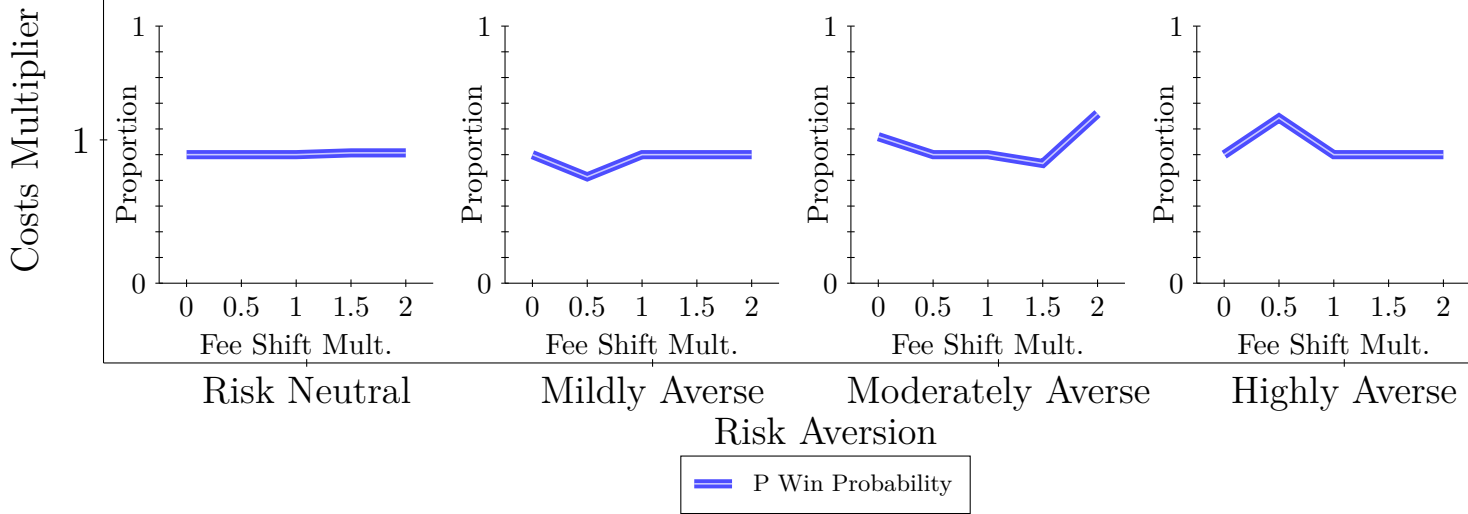 Costs Multiplier
1
1
0
Proportion
0 0.5 1 1.5 2
Fee Shift Mult.
1
0
Proportion
0 0.5 1 1.5 2
Fee Shift Mult.
1
0
Proportion
0 0.5 1 1.5 2
Fee Shift Mult.
1
0
Proportion
0 0.5 1 1.5 2
Fee Shift Mult.
Risk Neutral
Mildly Averse
Moderately Averse
Highly Averse
Risk Aversion
P Win Probability